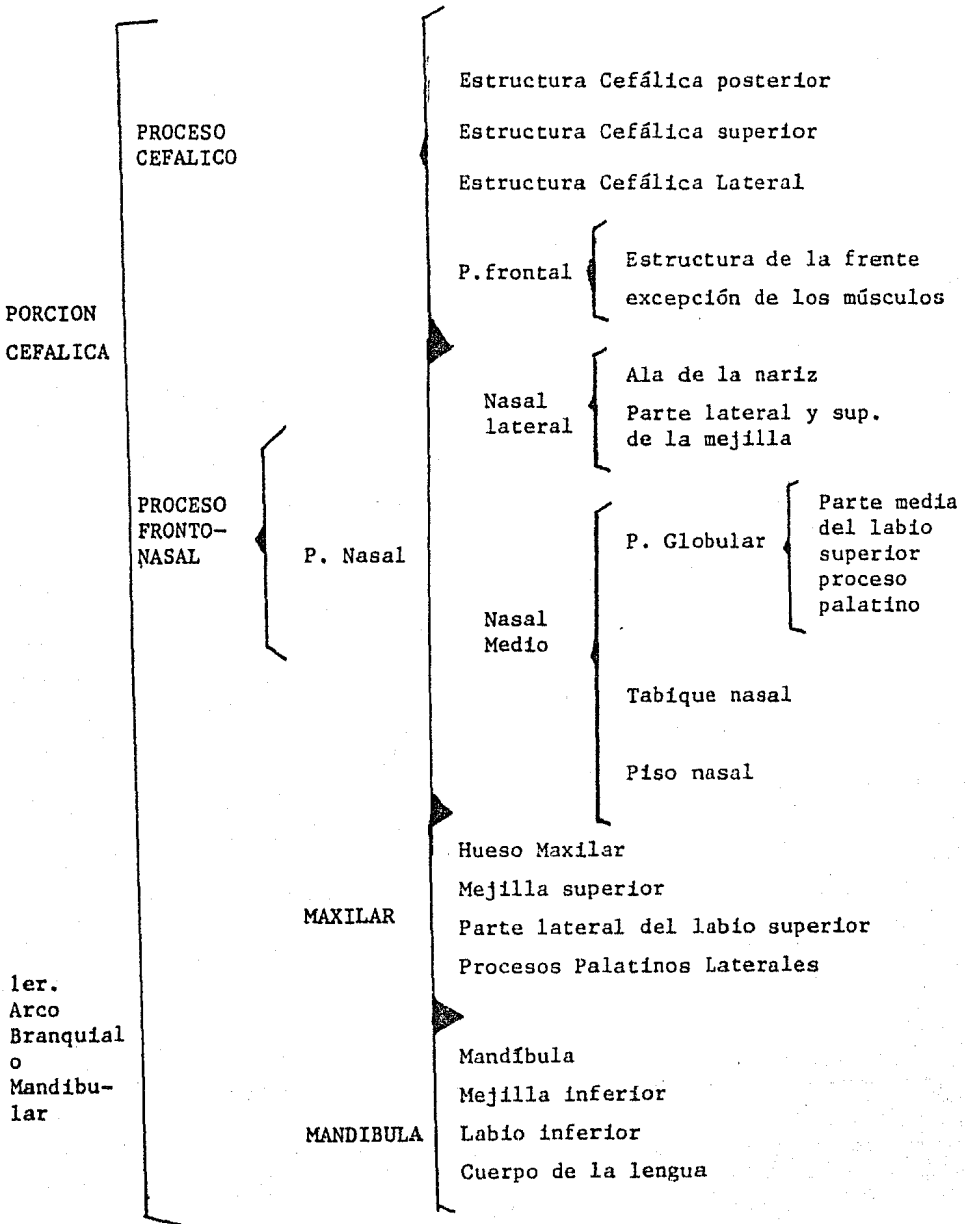 Estructura Cefálica posterior
PROCESO
CEFALICO
Estructura Cefálica superior
Estructura Cefálica Lateral
P.frontal
Estructura de la frente
excepción de los músculos
PORCION
CEFALICA
Nasal
lateral
Ala de la nariz
Parte lateral y sup.
de la mejilla
PROCESO
FRONTO-
NASAL
P. Nasal
Nasal
Medio
P. Globular
Parte media
del labio
superior
proceso
palatino
Tabique nasal
Piso nasal
MAXILAR
Hueso Maxilar
Mejilla superior
Parte lateral del labio superior
Procesos Palatinos Laterales
1er.
Arco
Branquial
o
Mandibu-
lar
MANDIBULA
Mandíbula
Mejilla inferior
Labio inferior
Cuerpo de la lengua